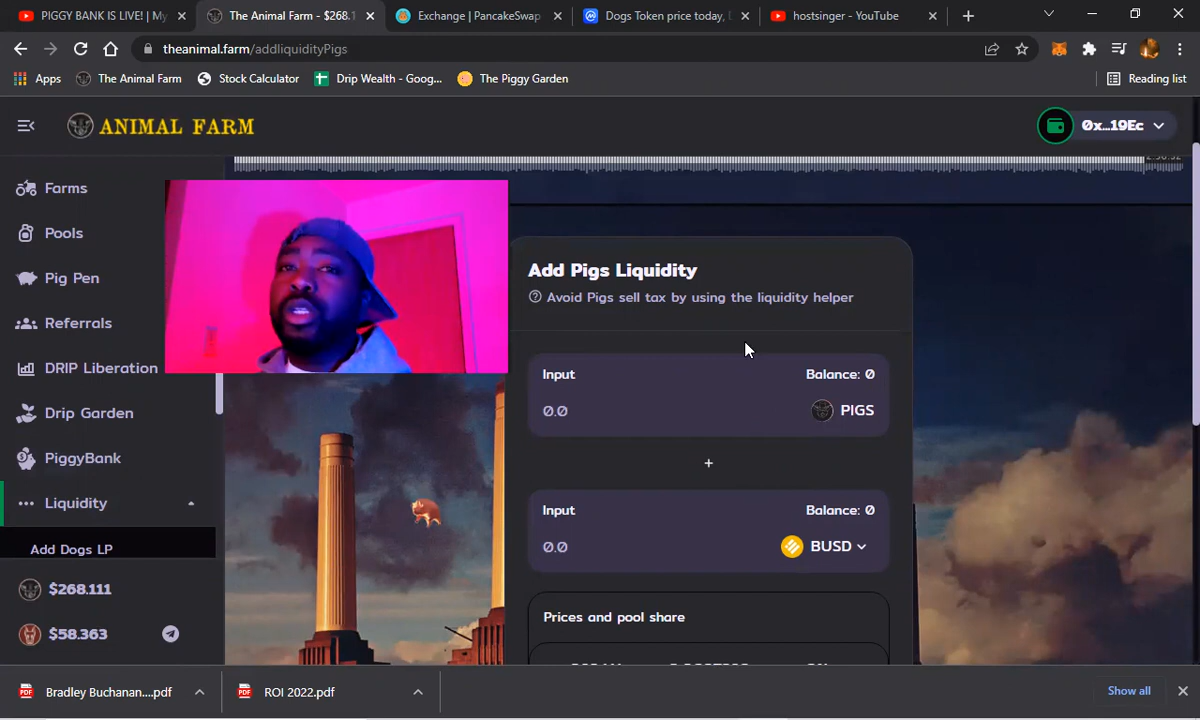 PIGGY BANK IS LIVE! | My
The Animal Farm - $268.1
Exchange | PancakeSwap
Dogs Token price today, D
hostsinger - YouTube
theanimal.farm/addliquidityPigs
Apps
The Animal Farm
Stock Calculator
Drip Wealth - Goog...
The Piggy Garden
Reading list
ANIMAL FARM
0x...19Ec
Farms
Pools
Pig Pen
Referrals
DRIP Liberation
Drip Garden
PiggyBank
Liquidity
Add Dogs LP
$268.111
$58.363
Add Pigs Liquidity
Avoid Pigs sell tax by using the liquidity helper
Input
Balance: 0
0.0
PIGS
+
Input
Balance: 0
0.0
BUSD
Prices and pool share
Bradley Buchanan....pdf
ROI 2022.pdf
Show all